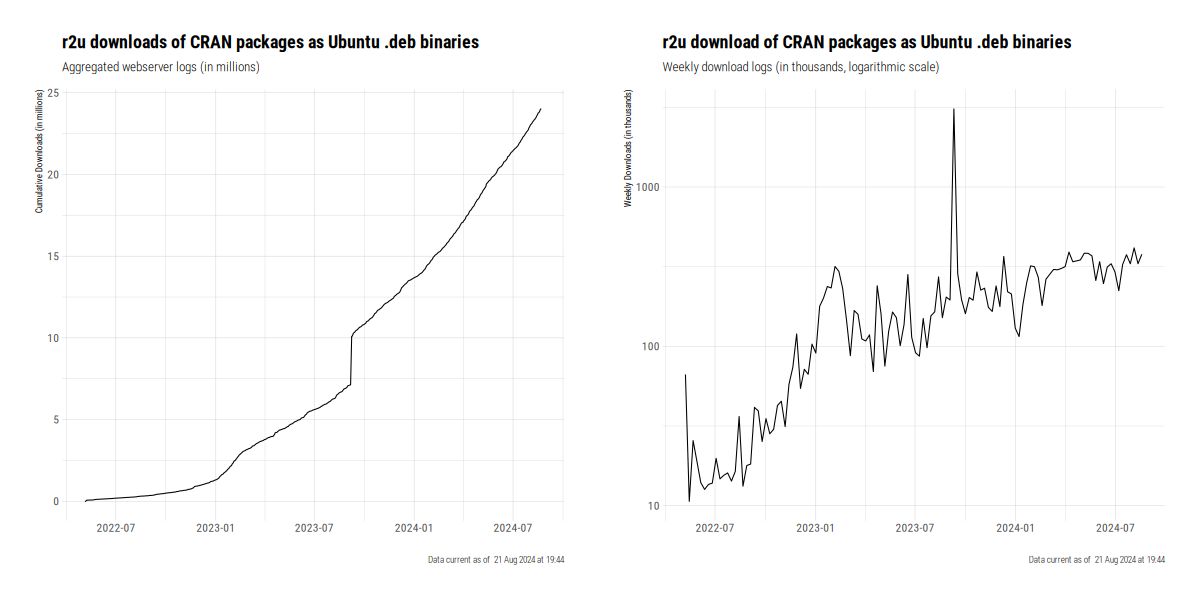 r2u downloads of CRAN packages as Ubuntu .deb binaries
Aggregated webserver logs (in millions)
Cumulative Downloads (in millions)
25
20
15
10
5
0
2022-07 2023-01 2023-07 2024-01 2024-07
Data current as of 21 Aug 2024 at 19:44
r2u download of CRAN packages as Ubuntu .deb binaries
Weekly download logs (in thousands, logarithmic scale)
Weekly Downloads (in thousands)
1000
100
10
2022-07 2023-01 2023-07 2024-01 2024-07
Data current as of 21 Aug 2024 at 19:44